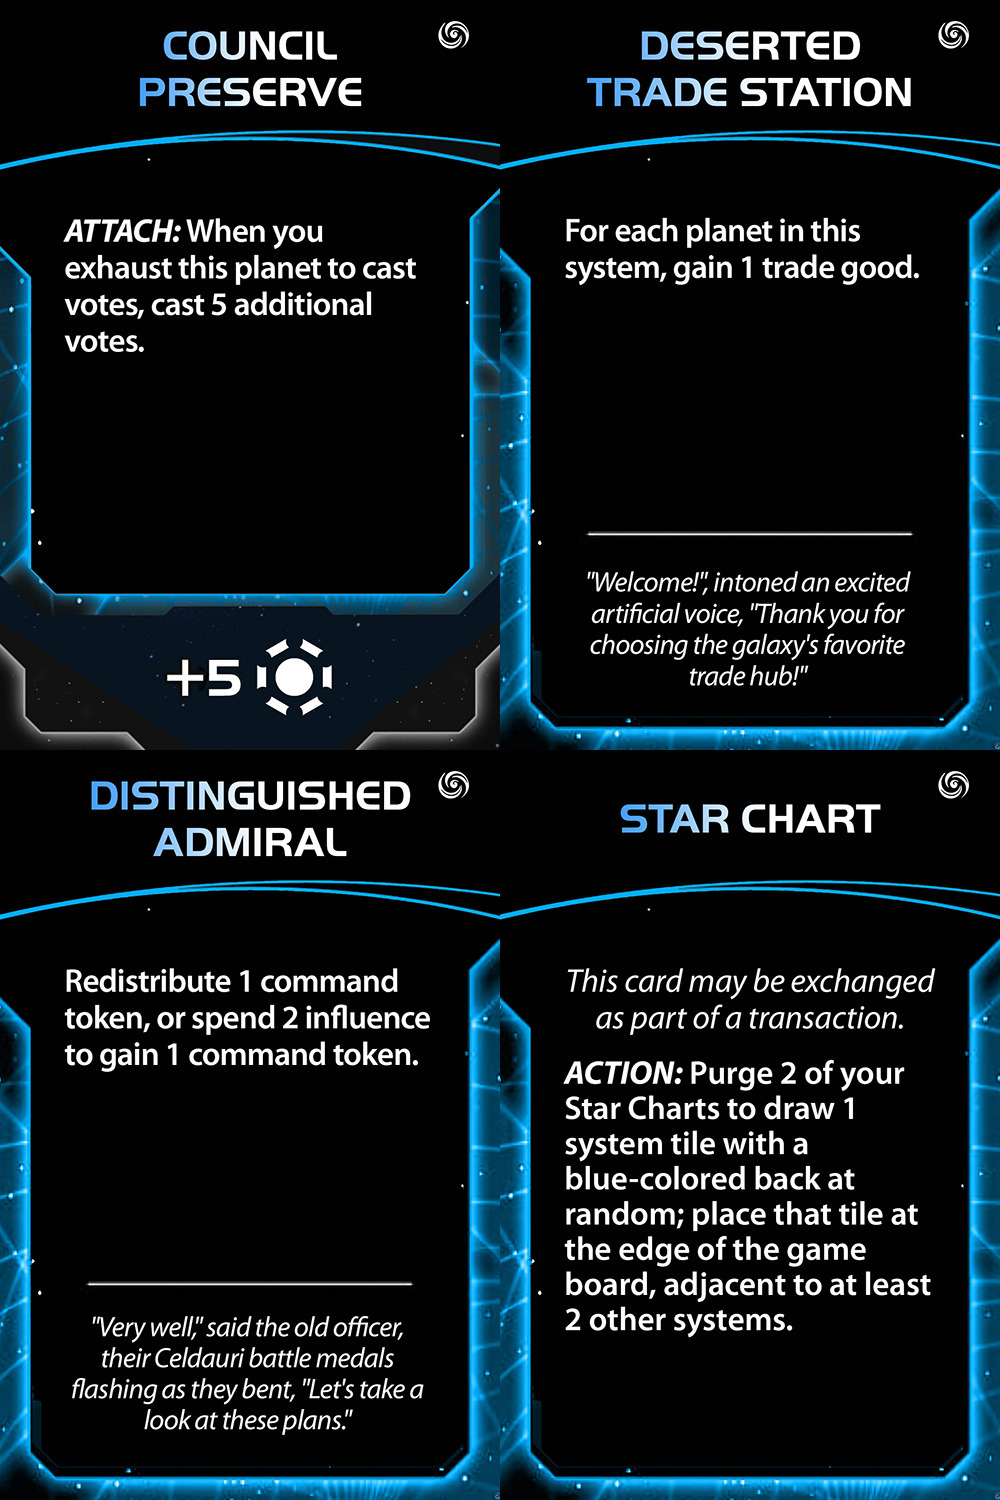 COUNCIL
PRESERVE
ATTACH: When you
exhaust this planet to cast
votes, cast 5 additional
votes.
+5
DESERTED
TRADE STATION
For each planet in this
system, gain 1 trade good.
"Welcome!", intoned an excited
artificial voice, "Thank you for
choosing the galaxy's favorite
trade hub!"
DISTINGUISHED
ADMIRAL
Redistribute 1 command
token, or spend 2 influence
to gain 1 command token.
"Very well," said the old officer,
their Celdauri battle medals
flashing as they bent, "Let's take a
look at these plans."
STAR CHART
This card may be exchanged
as part of a transaction.
ACTION: Purge 2 of your
Star Charts to draw 1
system tile with a
blue-colored back at
random; place that tile at
the edge of the game
board, adjacent to at least
2 other systems.